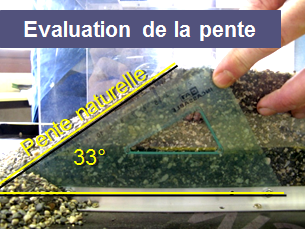 Evaluation de la pente
Pente naturelle
33°